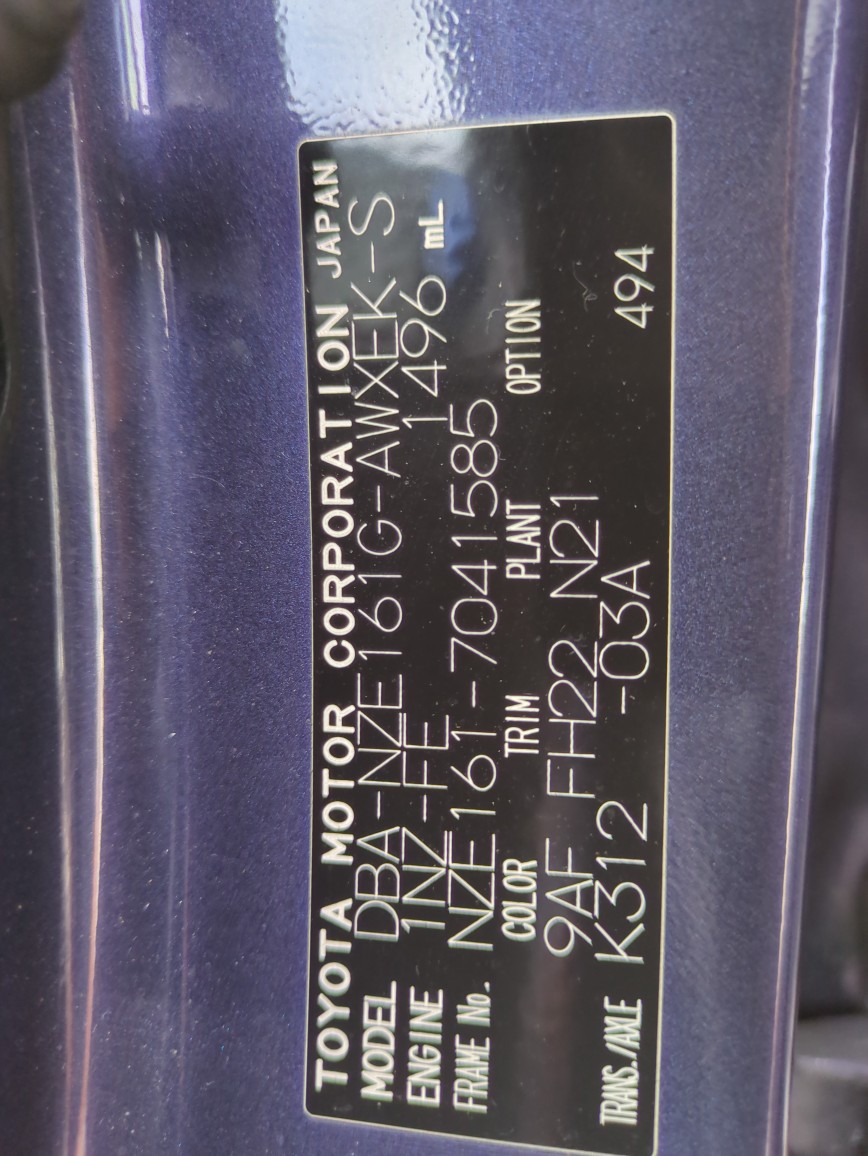 TOYOTA MOTOR CORPORATION JAPAN
MODEL DBA-NZE161G-AWXEK-S
ENGINE 1NZ-FE 1496 mL
FRAME No. NZE161-7041585
COLOR TRIM PLANT OPTION
9AF FH22 N21
TRANS./AXLE K312 -03A 494